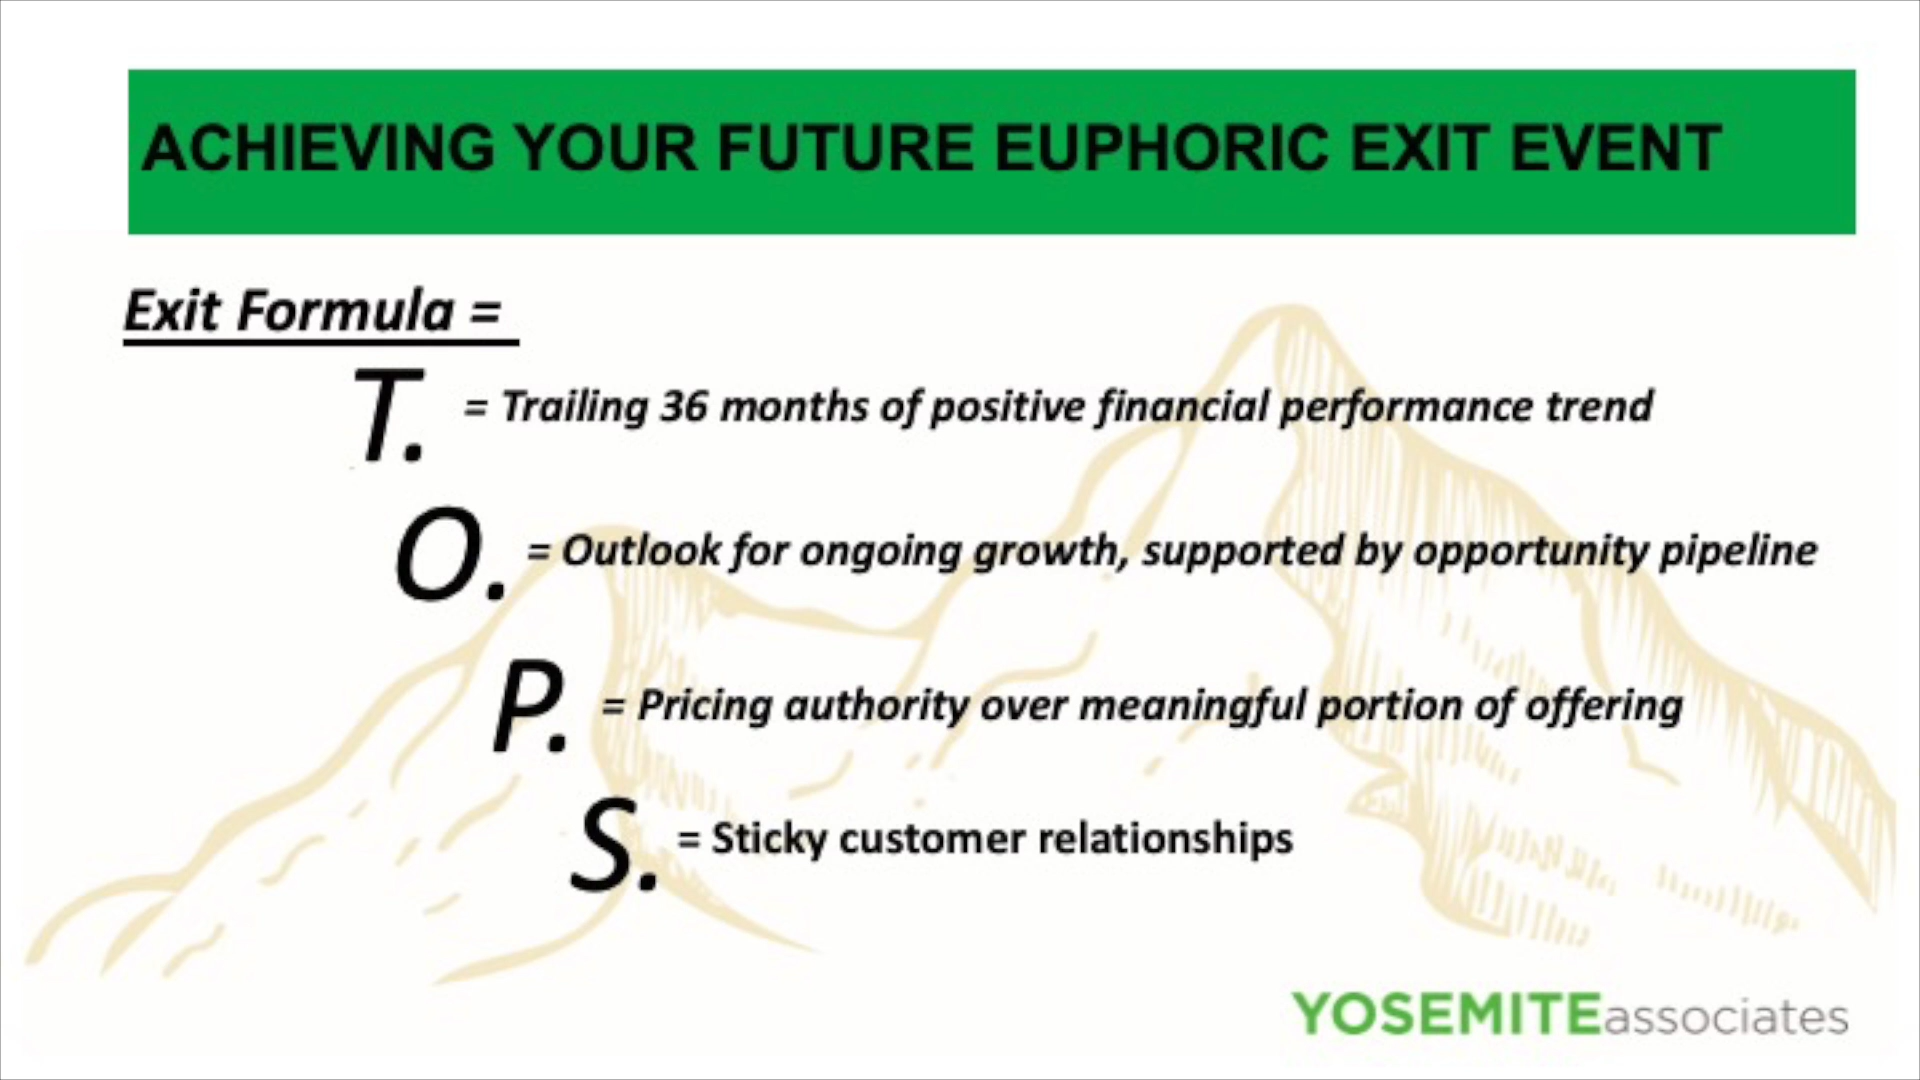 ACHIEVING YOUR FUTURE EUPHORIC EXIT EVENT
Exit Formula =
T. = Trailing 36 months of positive financial performance trend
O. = Outlook for ongoing growth, supported by opportunity pipeline
P. = Pricing authority over meaningful portion of offering
S. = Sticky customer relationships
YOSEMITEassociates